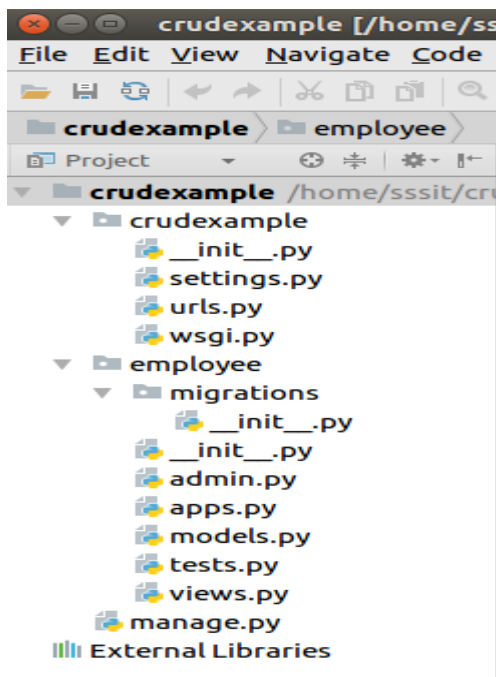 crudexample [/home/ss
File Edit View Navigate Code
crudexample employee
Project
crudexample /home/sssit/cru
crudexample
__init__.py
settings.py
urls.py
wsgi.py
employee
migrations
__init__.py
__init__.py
admin.py
apps.py
models.py
tests.py
views.py
manage.py
External Libraries